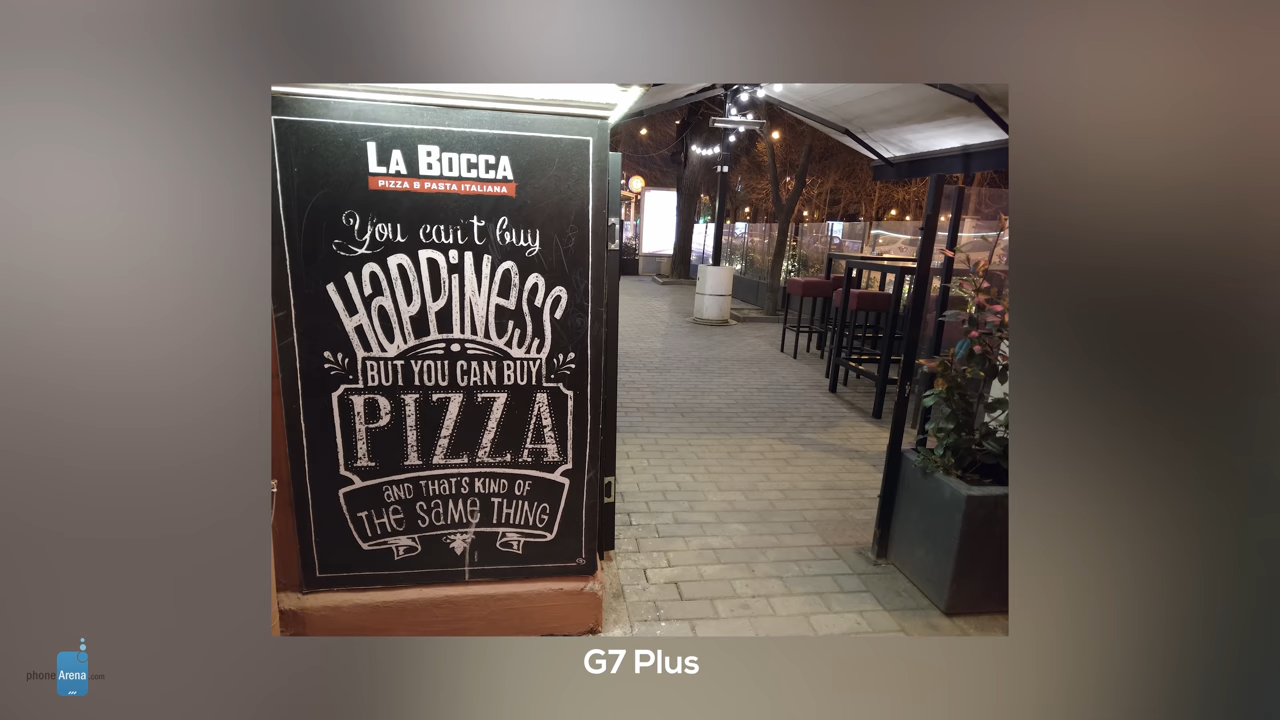 LA BOCCA
PIZZA & PASTA ITALIANA
You can't buy
HAPPINESS
BUT YOU CAN BUY
PIZZA
AND THAT'S KIND OF
THE SAME THING
G7 Plus
phoneArena.com